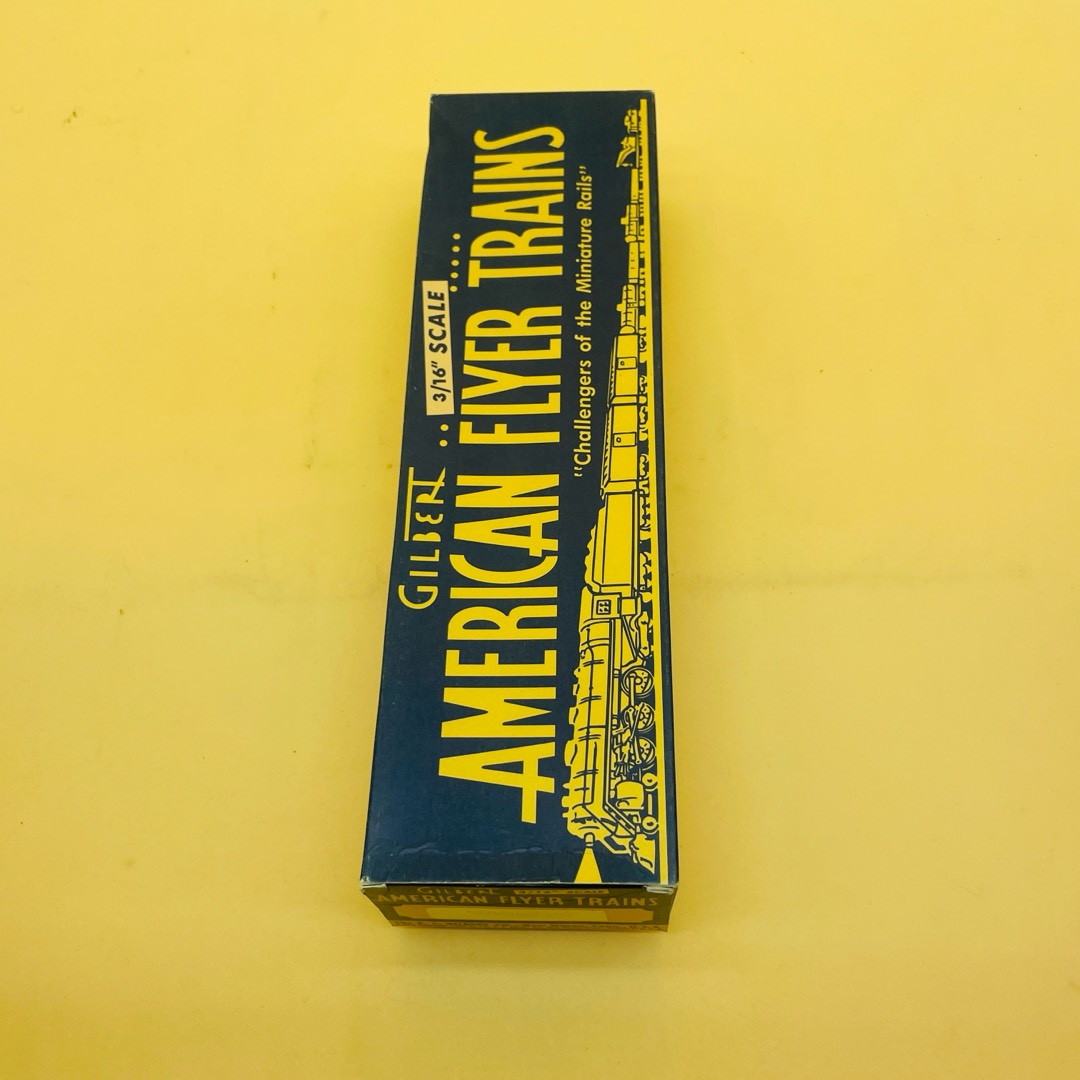 GILBERT
3/16" SCALE
AMERICAN FLYER TRAINS
"Challengers of the Miniature Rails"
GILBERT
AMERICAN FLYER TRAINS